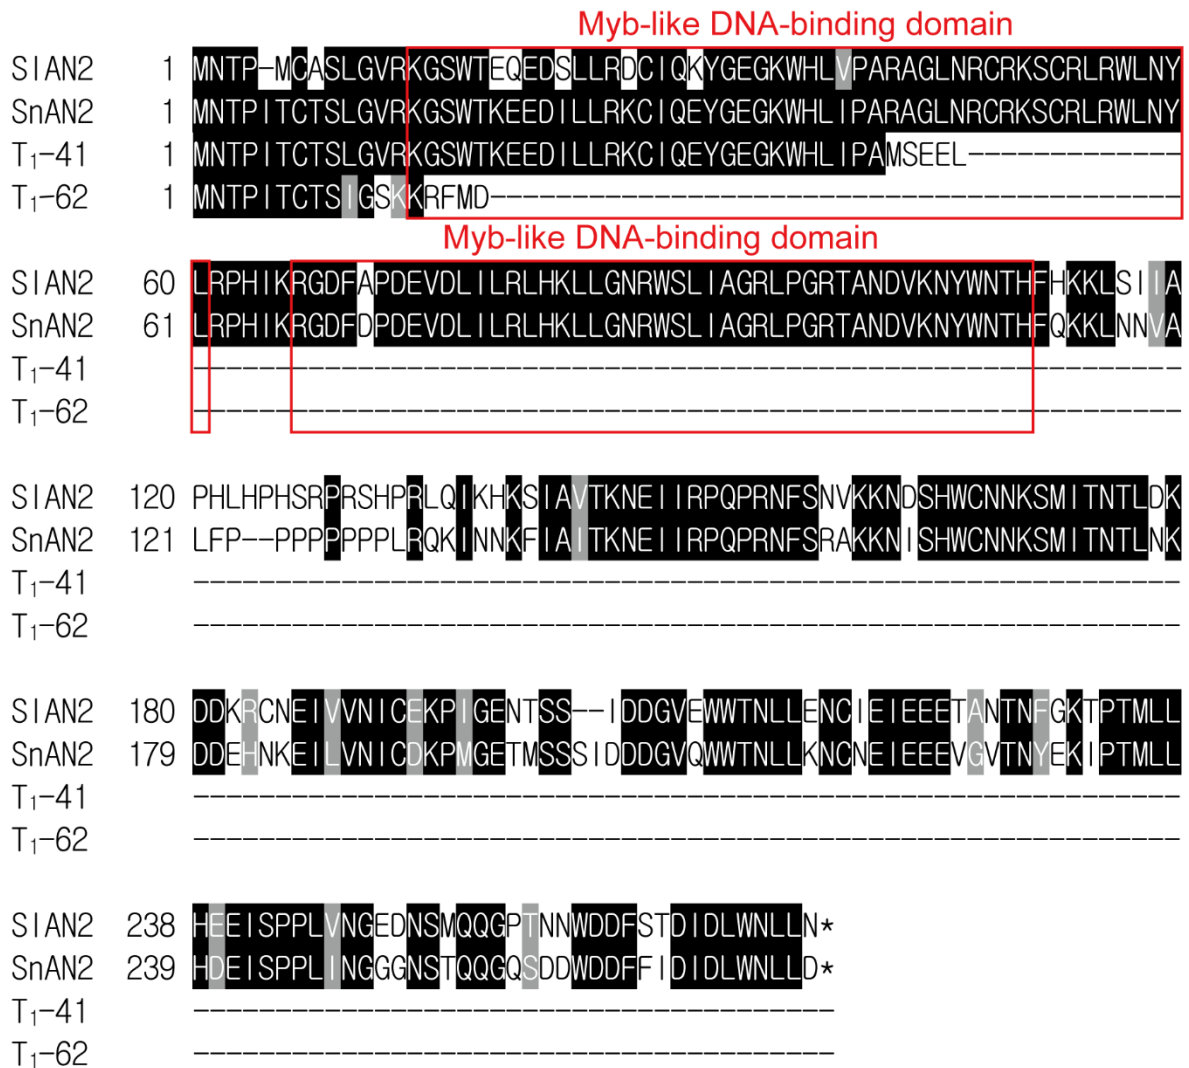 Myb-like DNA-binding domain
SlAN2 1 MNTP-MCASLGVRKGSWTEQEDSLLRDCIQKYGEGKWHLVPARAGLNRCRKSCRLRWLNY
SnAN2 1 MNTPITCTSLGVRKGSWTKEEDILLRKCIQEYGEGKWHLIPARAGLNRCRKSCRLRWLNY
T₁-41 1 MNTPITCTSLGVRKGSWTKEEDILLRKCIQEYGEGKWHLIPAMSEEL-------------
T₁-62 1 MNTPITCTSIGSKKRFMD------------------------------------------
Myb-like DNA-binding domain
SlAN2 60 LRPHIKRGDFAPDEVDLILRLHKLLGNRWSLIAGRLPGRTANDVKNYWNTHFHKKLSIIA
SnAN2 61 LRPHIKRGDFDPDEVDLILRLHKLLGNRWSLIAGRLPGRTANDVKNYWNTHFQKKLNNVA
T₁-41 ------------------------------------------------------------
T₁-62 ------------------------------------------------------------
SlAN2 120 PHLHPHSRPRSHPRLQIKHKSIAVTKNEIIRPQPRNFSNVKKNDSHWCNNKSMITNTLDK
SnAN2 121 LFP--PPPPPPPLRQKINNKFIAITKNEIIRPQPRNFSRAKKNISHWCNNKSMITNTLNK
T₁-41 ------------------------------------------------------------
T₁-62 ------------------------------------------------------------
SlAN2 180 DDKRCNEIVVNICEKPIGENTSS--IDDGVEWWTNLLENCIEIEEETANTNFGKTPTMLL
SnAN2 179 DDEHNKEILVNICDKPMGETMSSSIDDDGVQWWTNLLKNCNEIEEEVGVTNYEKIPTMLL
T₁-41 ------------------------------------------------------------
T₁-62 ------------------------------------------------------------
SlAN2 238 HEEISPPLVNGEDNSMQQGPTNNWDDFSTDIDLWNLLN*
SnAN2 239 HDEISPPLINGGGNSTQQGQSDDWDDFFIDIDLWNLLD*
T₁-41 ---------------------------------------
T₁-62 ---------------------------------------